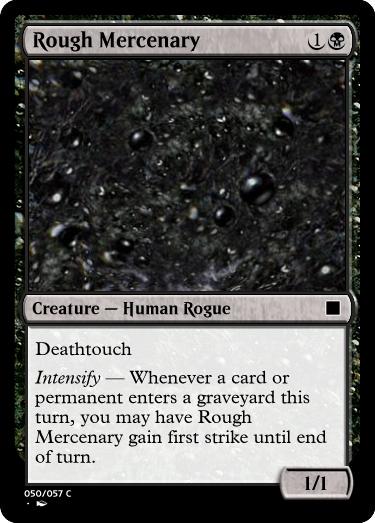 Rough Mercenary 1
Creature — Human Rogue
Deathtouch
Intensify — Whenever a card or
permanent enters a graveyard this
turn, you may have Rough
Mercenary gain first strike until end
of turn.
1/1
050/057 C